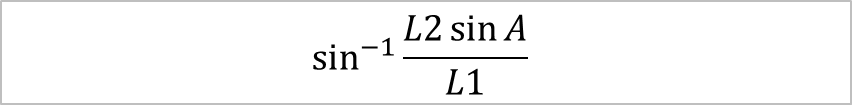 sin⁻¹ L2 sin A / L1